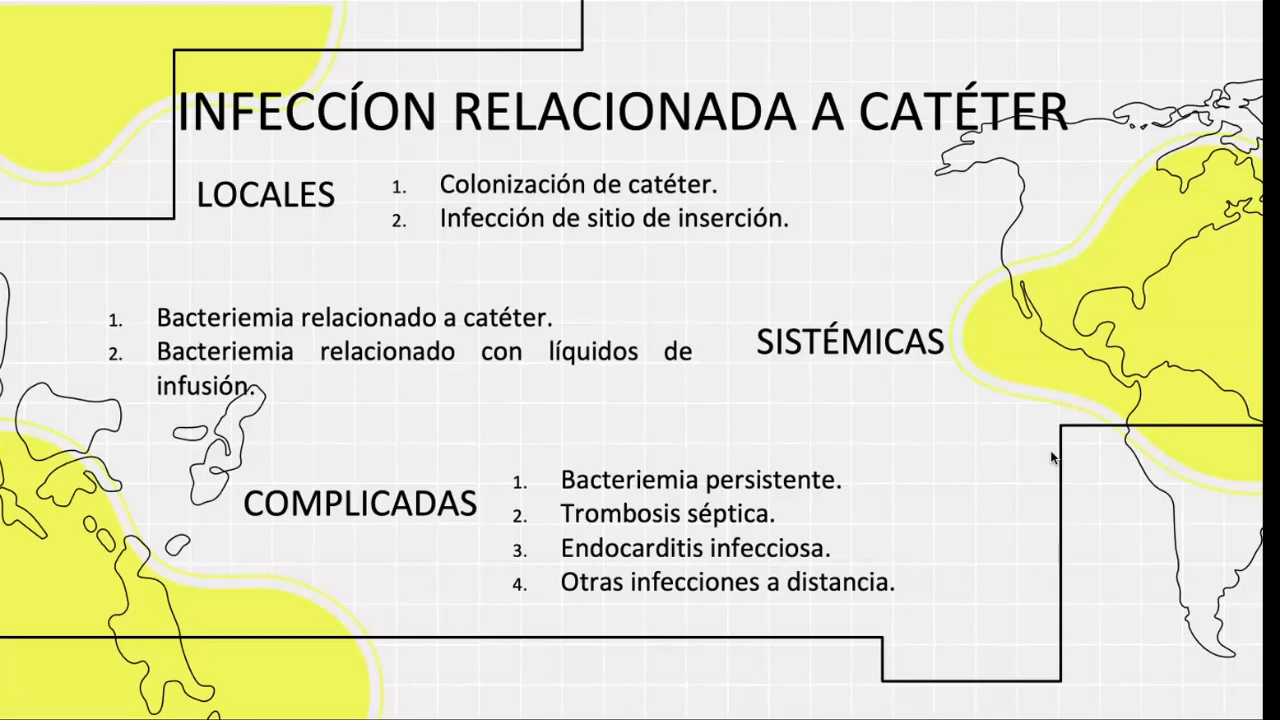 INFECCÍON RELACIONADA A CATÉTER
LOCALES
1. Colonización de catéter.
2. Infección de sitio de inserción.
1. Bacteriemia relacionado a catéter.
2. Bacteriemia relacionado con líquidos de
infusión.
SISTÉMICAS
COMPLICADAS
1. Bacteriemia persistente.
2. Trombosis séptica.
3. Endocarditis infecciosa.
4. Otras infecciones a distancia.